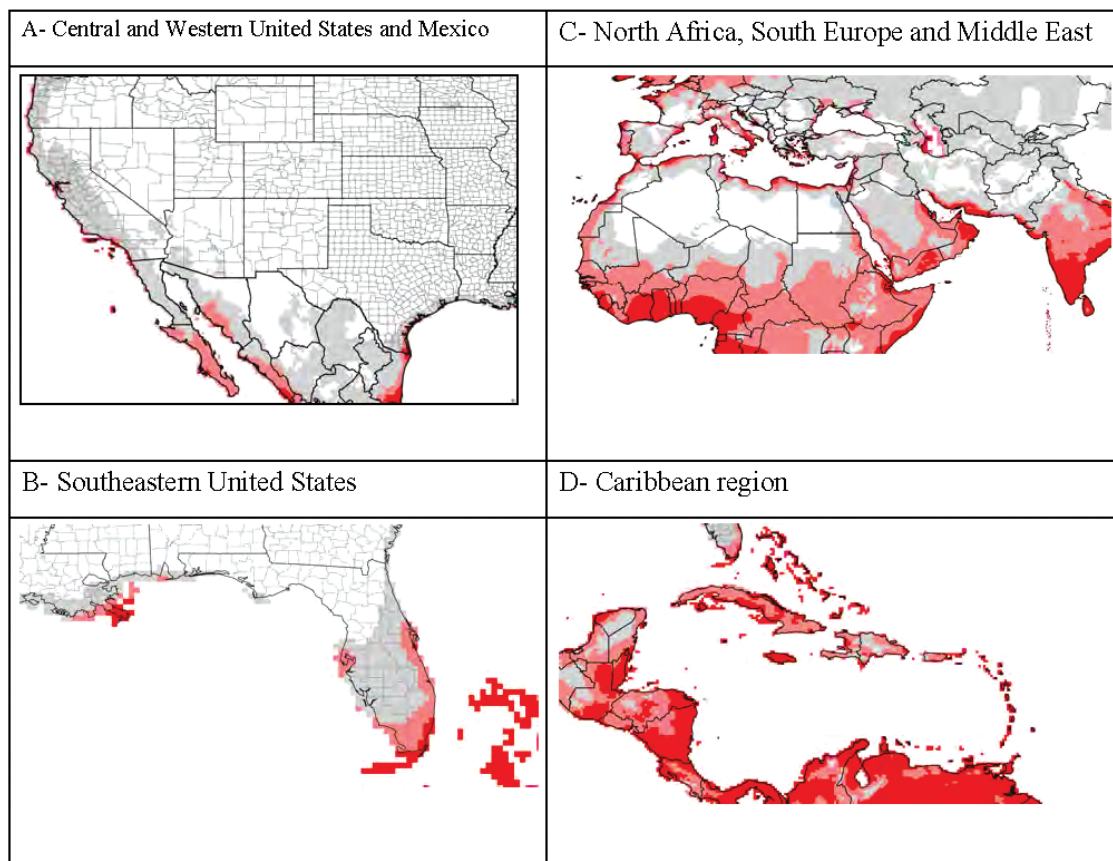 A- Central and Western United States and Mexico
C- North Africa, South Europe and Middle East
B- Southeastern United States
D- Caribbean region